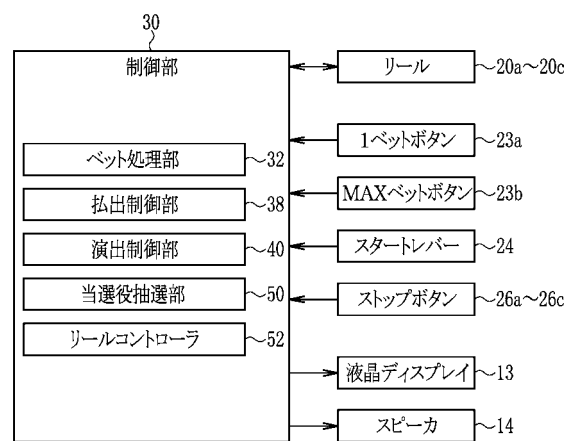 30
制御部
ベット処理部 32
払出制御部 38
演出制御部 40
当選役抽選部 50
リールコントローラ 52
リール 20a～20c
1ベットボタン 23a
MAXベットボタン 23b
スタートレバー 24
ストップボタン 26a～26c
液晶ディスプレイ 13
スピーカ 14